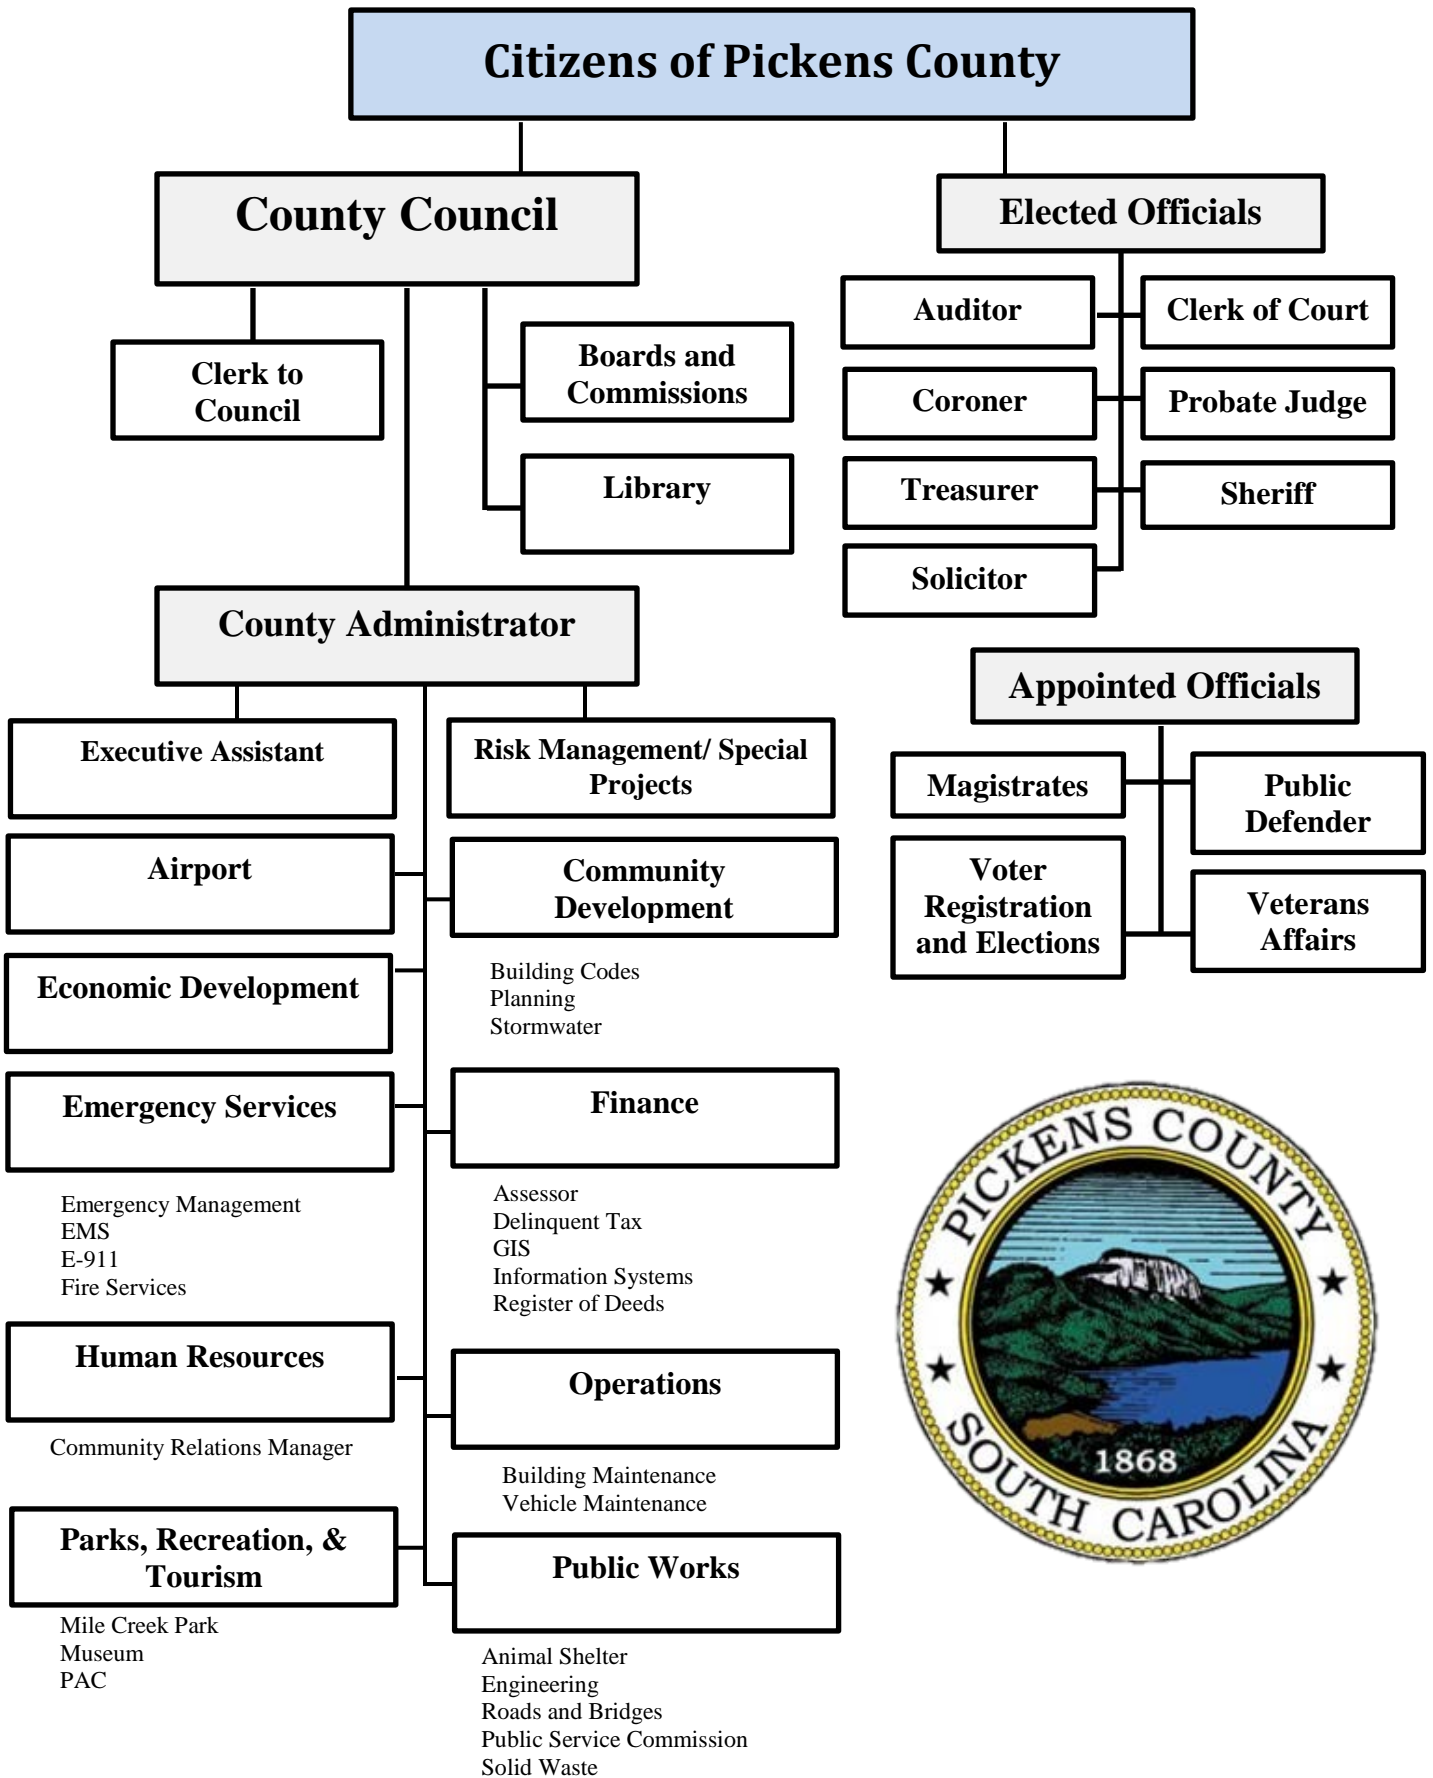 Citizens of Pickens County
County Council
Elected Officials
Clerk to
Council
Boards and
Commissions
Library
Auditor
Clerk of Court
Coroner
Probate Judge
Treasurer
Sheriff
Solicitor
County Administrator
Appointed Officials
Magistrates
Public
Defender
Voter
Registration
and Elections
Veterans
Affairs
Executive Assistant
Risk Management/ Special
Projects
Airport
Community
Development
Building Codes
Planning
Stormwater
Economic Development
Emergency Services
Emergency Management
EMS
E-911
Fire Services
Finance
Assessor
Delinquent Tax
GIS
Information Systems
Register of Deeds
Human Resources
Community Relations Manager
Operations
Building Maintenance
Vehicle Maintenance
Parks, Recreation, &
Tourism
Mile Creek Park
Museum
PAC
Public Works
Animal Shelter
Engineering
Roads and Bridges
Public Service Commission
Solid Waste
PICKENS COUNTY
1868
SOUTH CAROLINA